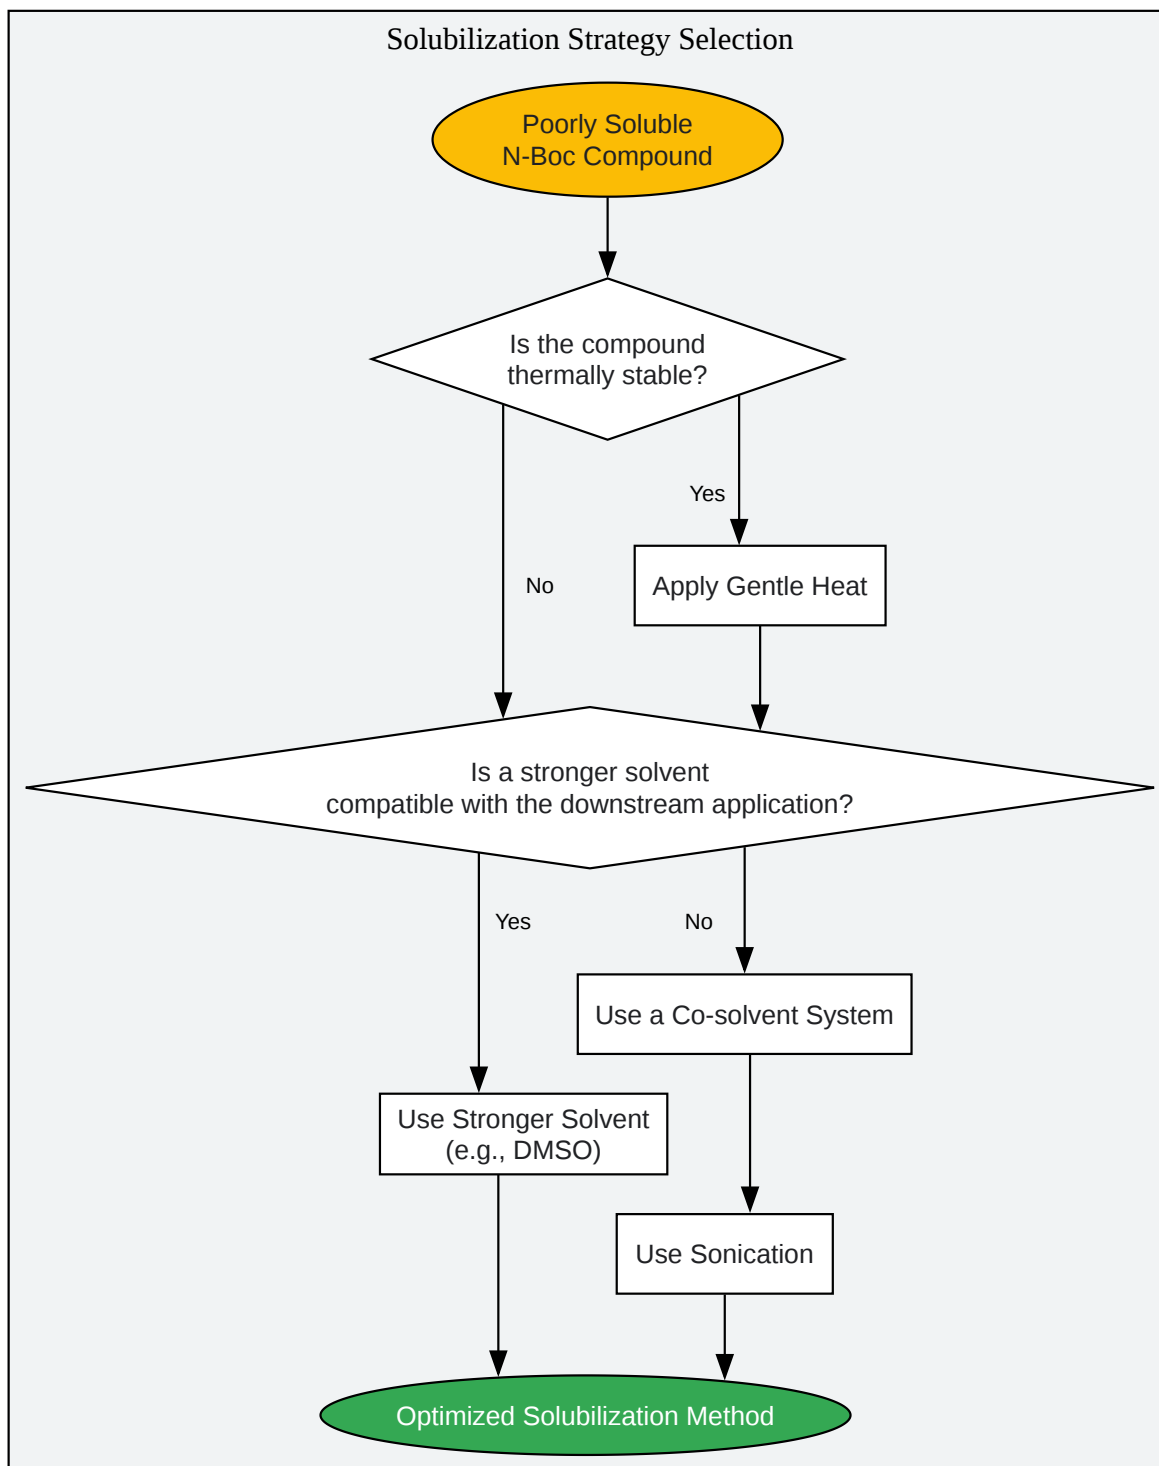 Solubilization Strategy Selection
Poorly Soluble
N-Boc Compound
Is the compound
thermally stable?
Yes
Apply Gentle Heat
No
Is a stronger solvent
compatible with the downstream application?
Yes
No
Use a Co-solvent System
Use Stronger Solvent
(e.g., DMSO)
Use Sonication
Optimized Solubilization Method